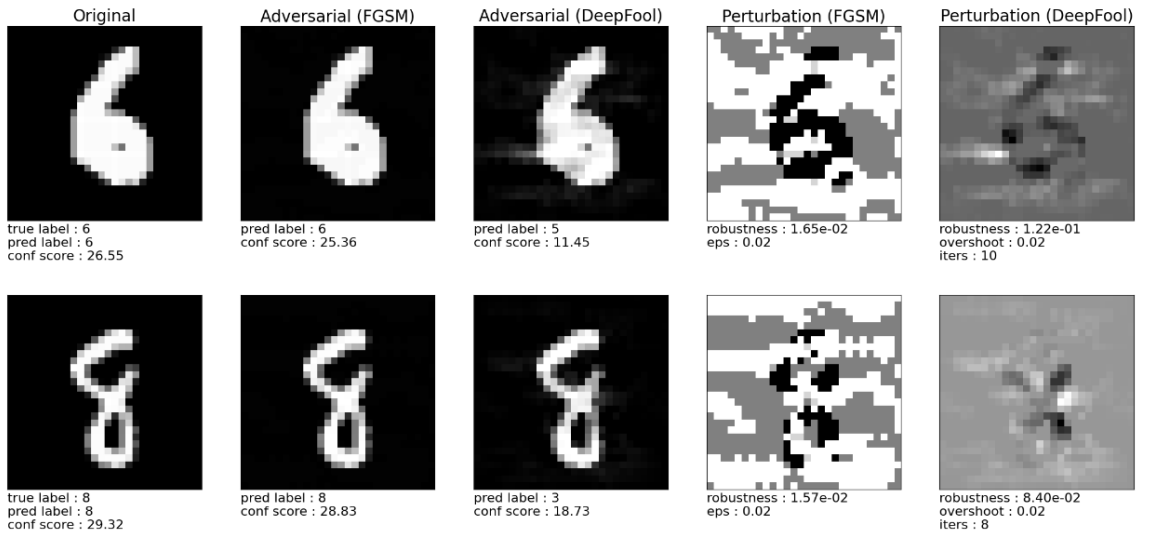 Original
Adversarial (FGSM)
Adversarial (DeepFool)
Perturbation (FGSM)
Perturbation (DeepFool)
true label : 6
pred label : 6
conf score : 26.55
pred label : 6
conf score : 25.36
pred label : 5
conf score : 11.45
robustness : 1.65e-02
eps : 0.02
robustness : 1.22e-01
overshoot : 0.02
iters : 10
true label : 8
pred label : 8
conf score : 29.32
pred label : 8
conf score : 28.83
pred label : 3
conf score : 18.73
robustness : 1.57e-02
eps : 0.02
robustness : 8.40e-02
overshoot : 0.02
iters : 8